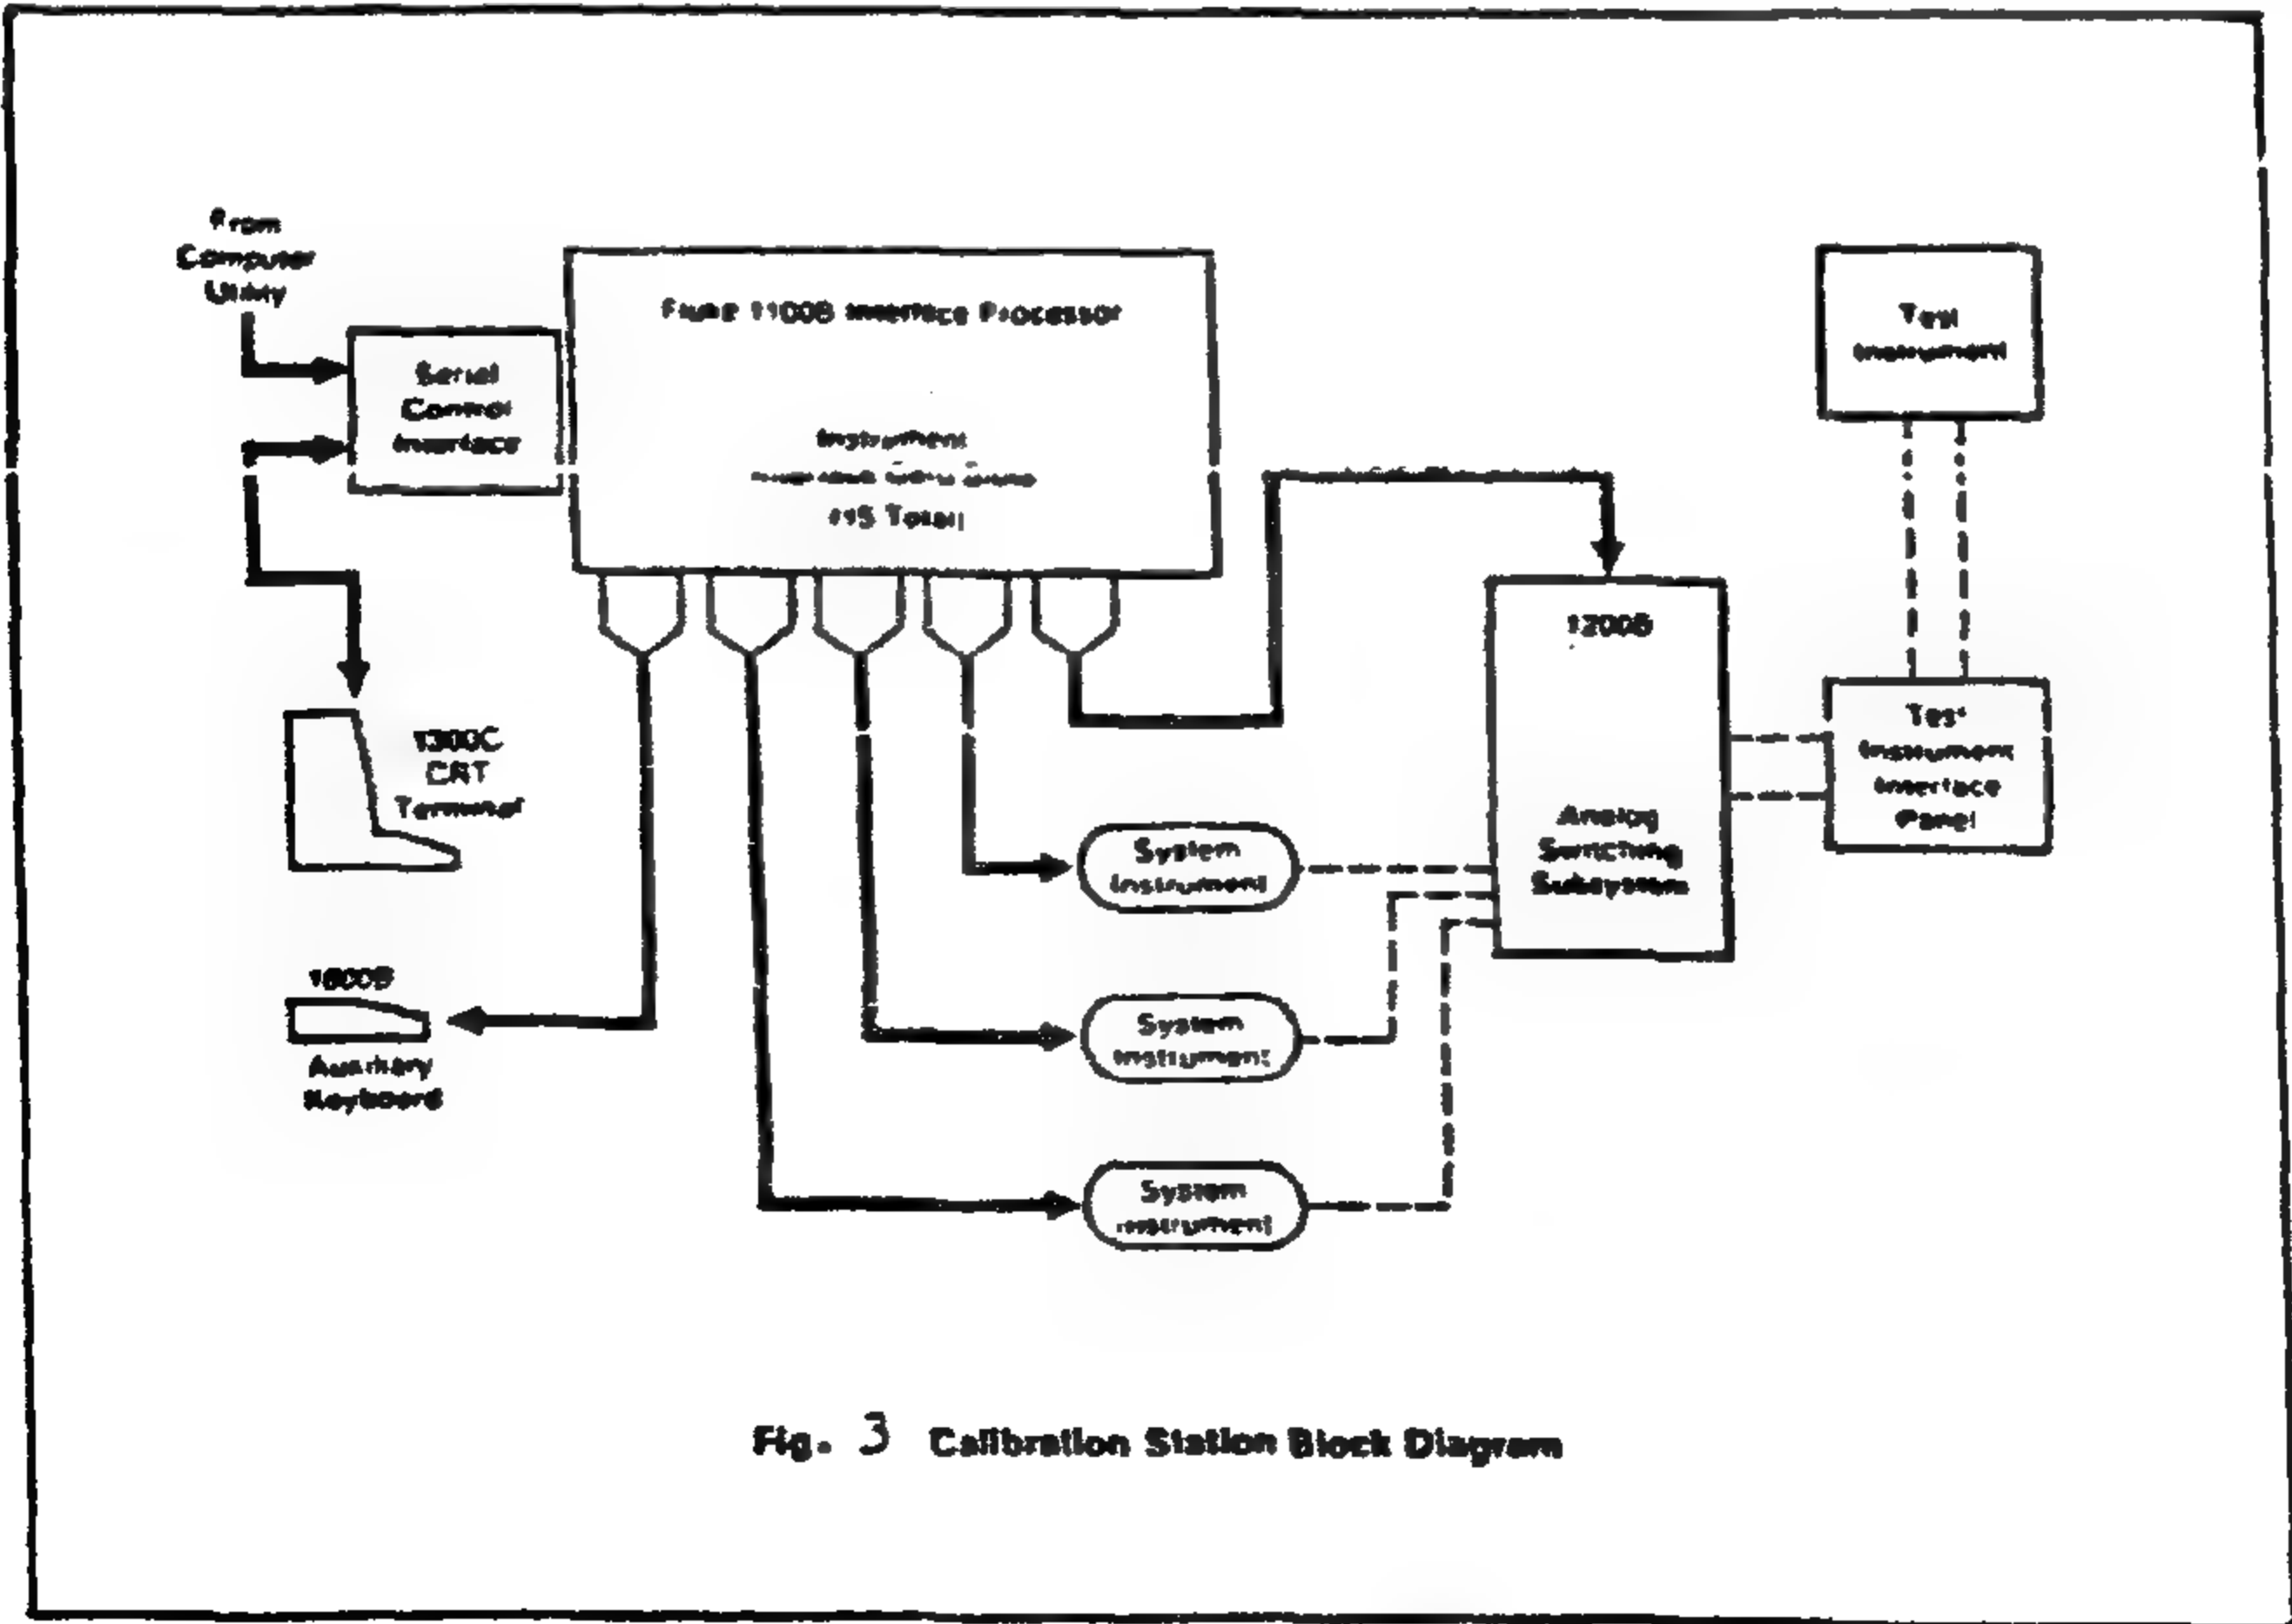 From
Computer
Utility
Fluke 1100B Interface Processor
Serial
Control
Interface
Instrument
(15 Total)
Test
Instrument
1200B
Analog
Switching
Subsystem
Test
Instrument
Interface
Panel
1300C
CRT
Terminal
System
Instrument
1800B
Auxiliary
Keyboard
System
Instrument
System
Instrument
Fig. 3 Calibration Station Block Diagram